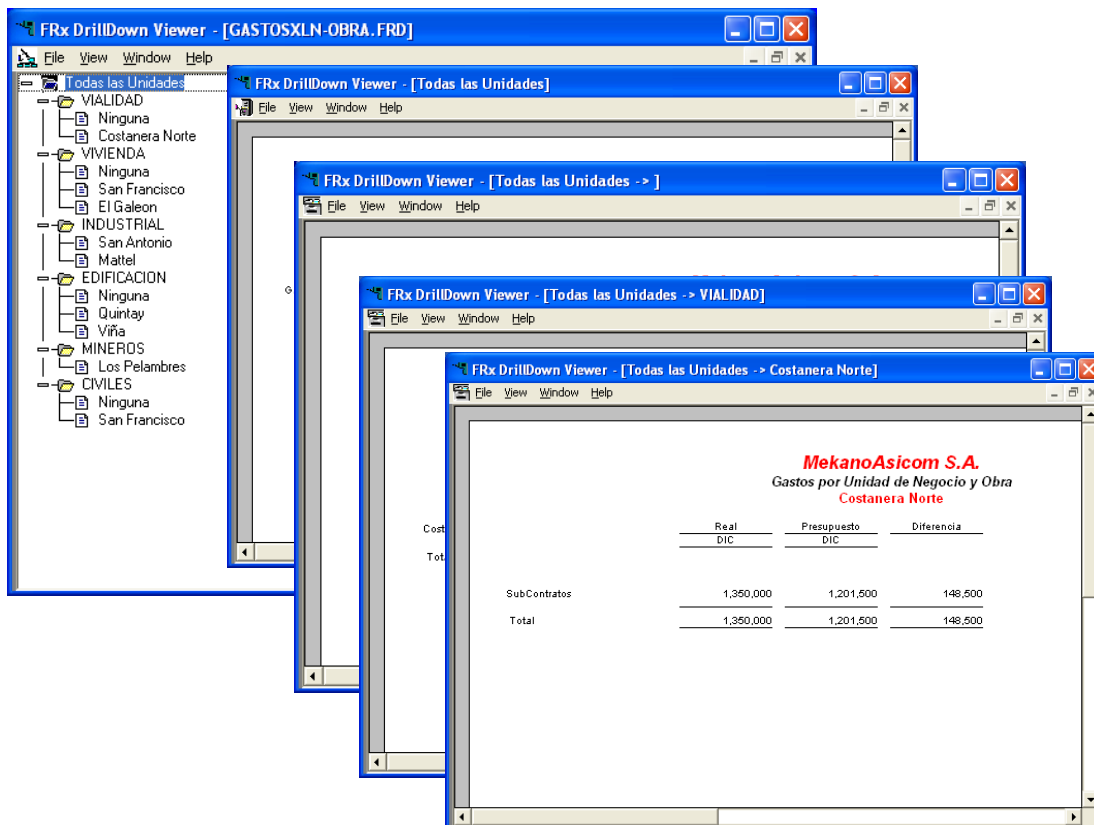 FRx DrillDown Viewer - [GASTOSXLN-OBRA.FRD]
File View Window Help
Todas las Unidades
VIALIDAD
Ninguna
Costanera Norte
VIVIENDA
Ninguna
San Francisco
El Galeon
INDUSTRIAL
San Antonio
Mattel
EDIFICACION
Ninguna
Quintay
Viña
MINEROS
Los Pelambres
CIVILES
Ninguna
San Francisco
FRx DrillDown Viewer - [Todas las Unidades]
File View Window Help
G
FRx DrillDown Viewer - [Todas las Unidades -> ]
File View Window Help
FRx DrillDown Viewer - [Todas las Unidades -> VIALIDAD]
File View Window Help
Cost
Tot
FRx DrillDown Viewer - [Todas las Unidades -> Costanera Norte]
File View Window Help
MekanoAsicom S.A.
Gastos por Unidad de Negocio y Obra
Costanera Norte
Real Presupuesto Diferencia
DIC DIC
SubContratos 1,350,000 1,201,500 148,500
Total 1,350,000 1,201,500 148,500